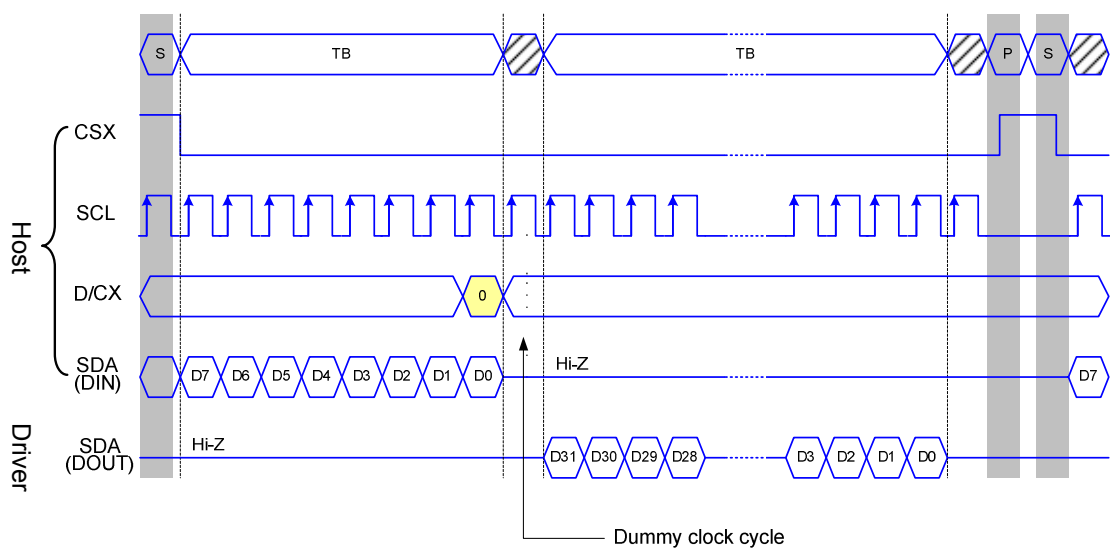 S TB TB P S
CSX
SCL
Host
D/CX 0
SDA
(DIN) D7 D6 D5 D4 D3 D2 D1 D0 Hi-Z D7
Driver
SDA
(DOUT) Hi-Z D31 D30 D29 D28 D3 D2 D1 D0
Dummy clock cycle